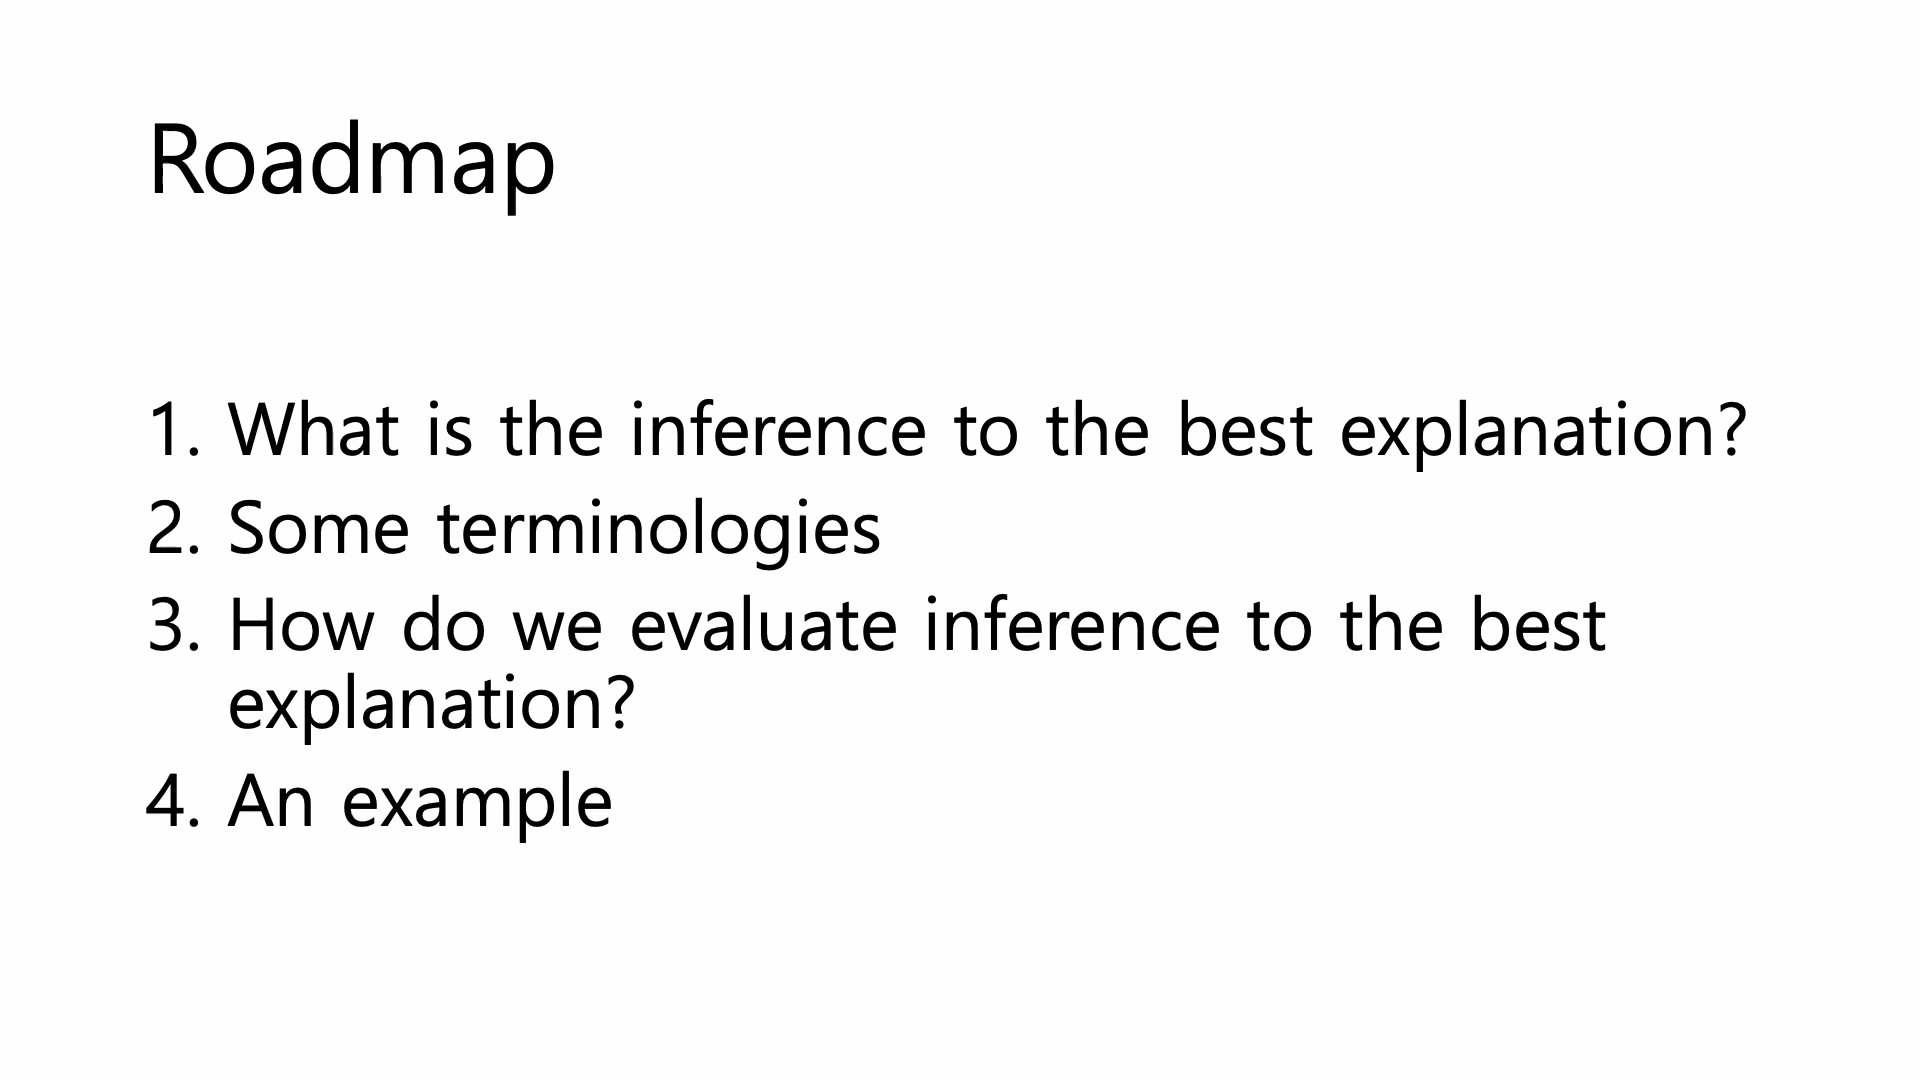 Roadmap
1. What is the inference to the best explanation?
2. Some terminologies
3. How do we evaluate inference to the best
explanation?
4. An example